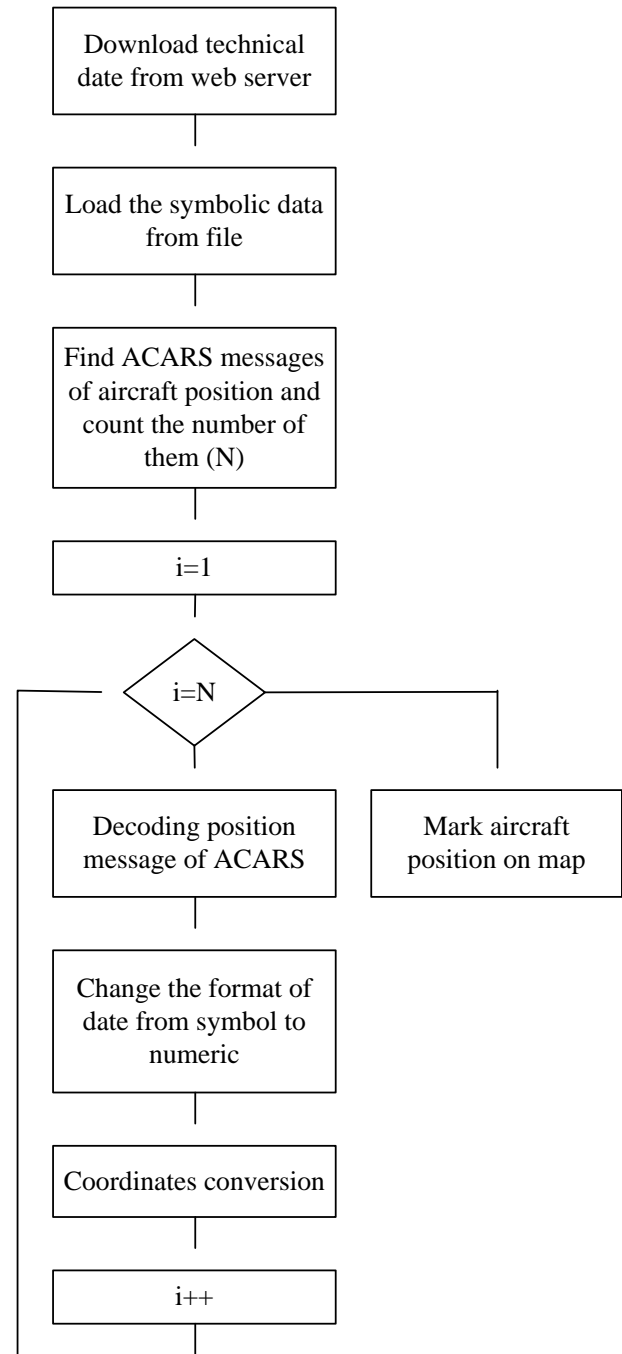 Download technical
date from web server
Load the symbolic data
from file
Find ACARS messages
of aircraft position and
count the number of
them (N)
i=1
i=N
Decoding position
message of ACARS
Mark aircraft
position on map
Change the format of
date from symbol to
numeric
Coordinates conversion
i++